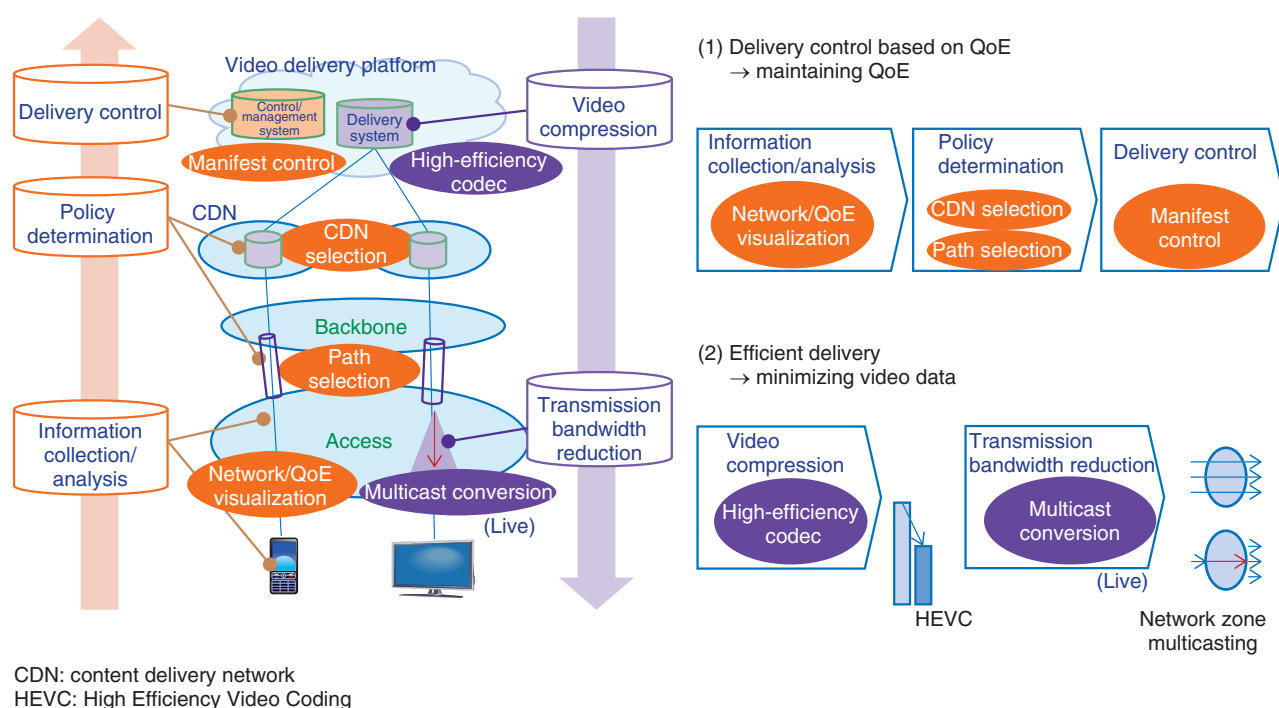 Video delivery platform
Delivery control
Control/
management
system
Delivery
system
Video
compression
Manifest control
High-efficiency
codec
Policy
determination
CDN
CDN
selection
Backbone
Path
selection
Information
collection/
analysis
Access
Transmission
bandwidth
reduction
Network/QoE
visualization
Multicast conversion
(Live)
(1) Delivery control based on QoE
→ maintaining QoE
Information
collection/analysis
Network/QoE
visualization
Policy
determination
CDN selection
Path selection
Delivery control
Manifest
control
(2) Efficient delivery
→ minimizing video data
Video
compression
High-efficiency
codec
HEVC
Transmission
bandwidth reduction
Multicast
conversion
(Live)
Network zone
multicasting
CDN: content delivery network
HEVC: High Efficiency Video Coding